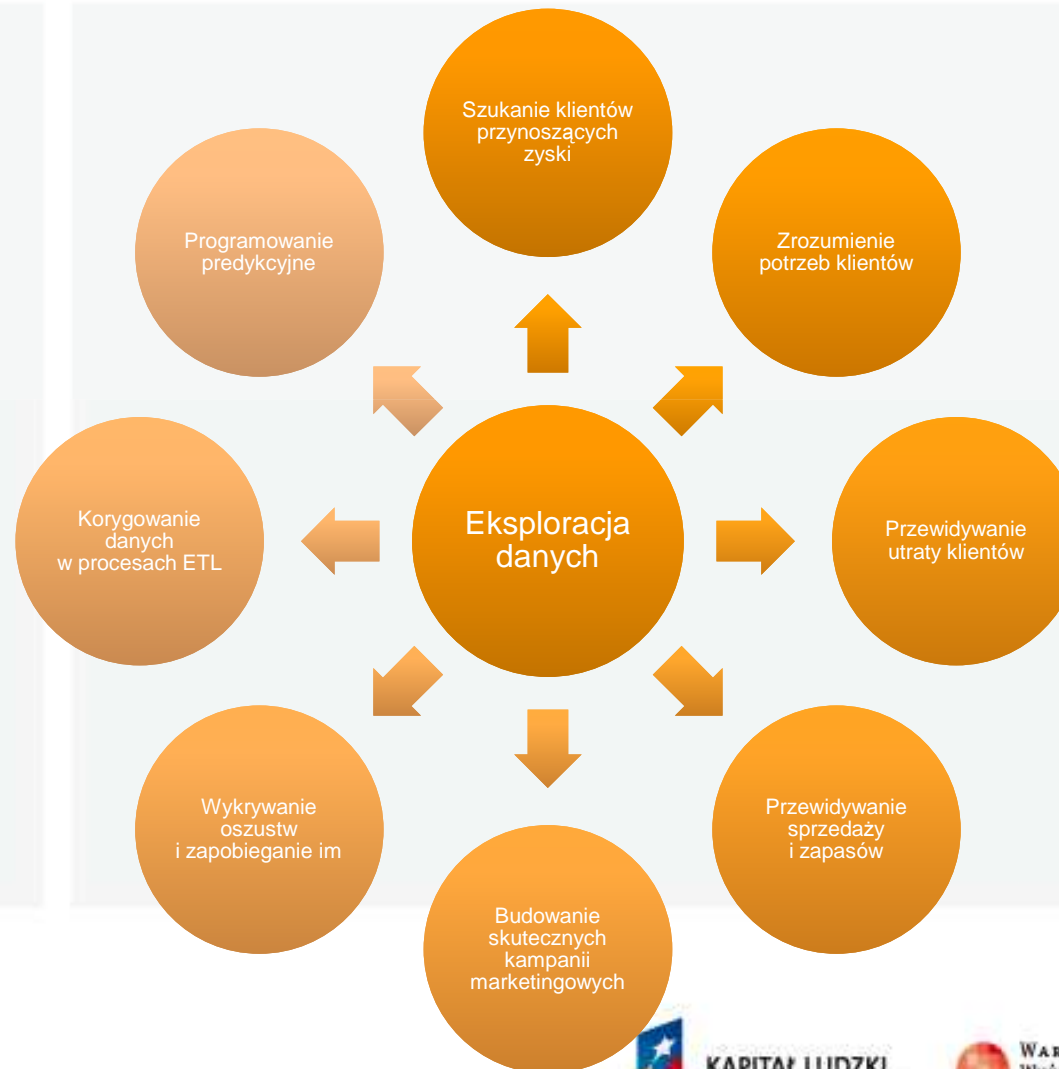 Szukanie klientów
przynoszących
zyski
Zrozumienie
potrzeb klientów
Przewidywanie
utraty klientów
Przewidywanie
sprzedaży
i zapasów
Budowanie
skutecznych
kampanii
marketingowych
Wykrywanie
oszustw
i zapobieganie im
Korygowanie
danych
w procesach ETL
Programowanie
predykcyjne
Eksploracja
danych
KAPITAŁ LUDZKI